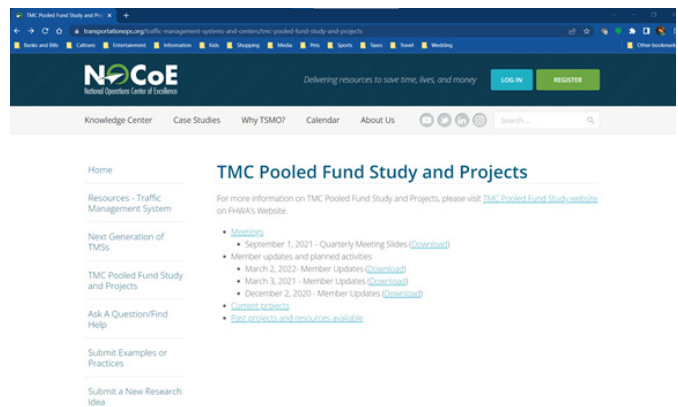 TMC Pooled Fund Study and Pro
transportationops.org/traffic-management-systems-and-centers/tmc-pooled-fund-study-and-projects
Banks and Bills Caltrans Entertainment Information Kids Shopping Media Pets Sports Taxes Travel Wedding Other bookmark
NOCoE
National Operations Center of Excellence
Delivering resources to save time, lives, and money
LOG IN
REGISTER
Knowledge Center Case Studies Why TSMO? Calendar About Us Search...
Home
Resources - Traffic
Management System
Next Generation of
TMSs
TMC Pooled Fund Study
and Projects
Ask A Question/Find
Help
Submit Examples or
Practices
Submit a New Research
Idea
TMC Pooled Fund Study and Projects
For more information on TMC Pooled Fund Study and Projects, please visit TMC Pooled Fund Study website
on FHWA's Website.
Meetings
September 1, 2021 - Quarterly Meeting Slides (Download)
Member updates and planned activities
March 2, 2022- Member Updates (Download)
March 3, 2021 - Member Updates (Download)
December 2, 2020 - Member Updates (Download)
Current projects
Past projects and resources available